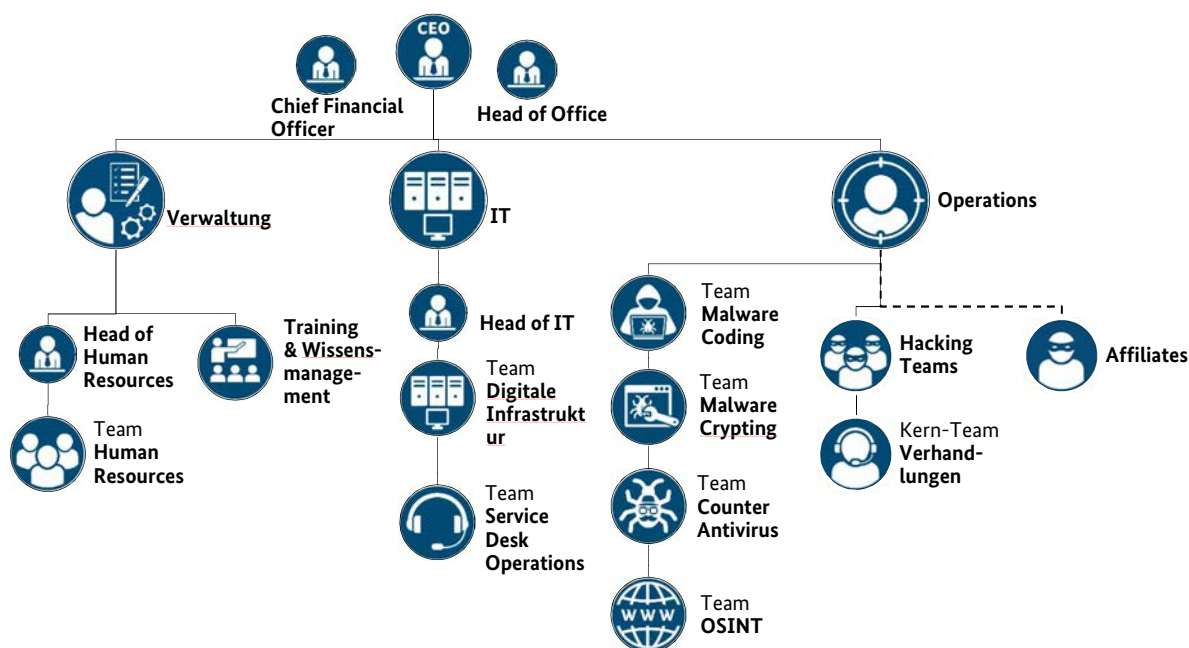 CEO
Chief Financial
Officer
Head of Office
Verwaltung
IT
Operations
Head of
Human
Resources
Training
& Wissens-
manage-
ment
Team
Human
Resources
Head of IT
Team
Digitale
Infrastrukt
ur
Team
Service
Desk
Operations
Team
Malware
Coding
Team
Malware
Crypting
Team
Counter
Antivirus
WWW
Team
OSINT
Hacking
Teams
Kern-Team
Verhand-
lungen
Affiliates